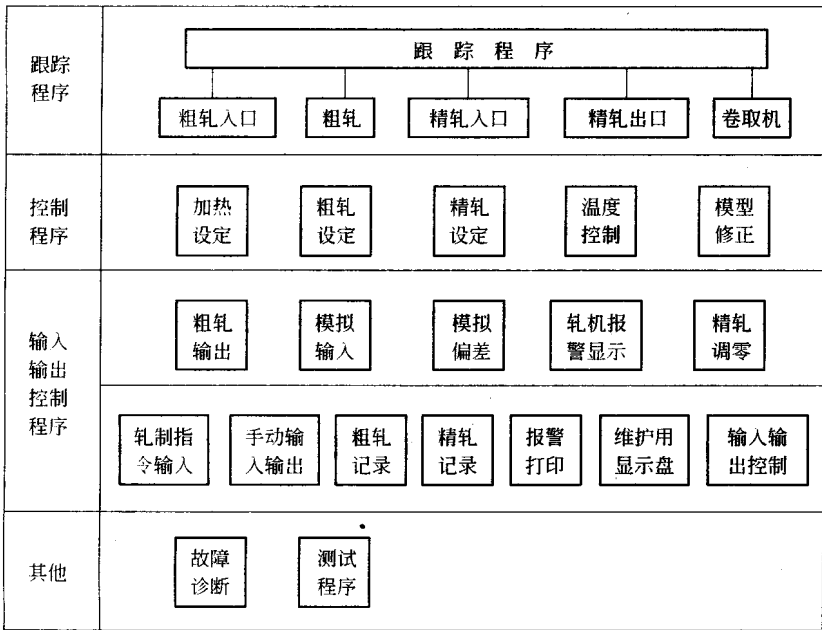 跟踪程序
跟踪
程序
粗轧入口 粗轧 精轧入口 精轧出口 卷取机
控制
程序
加热 粗轧 精轧 温度 模型
设定 设定 设定 控制 修正
输入
输出
控制
程序
粗轧 模拟 模拟 轧机报 精轧
输出 输入 偏差 警显示 调零
轧制指 手动输 粗轧 精轧 报警 维护用 输入输
令输入 入输出 记录 记录 打印 显示盘 出控制
其他
故障 测试
诊断 程序